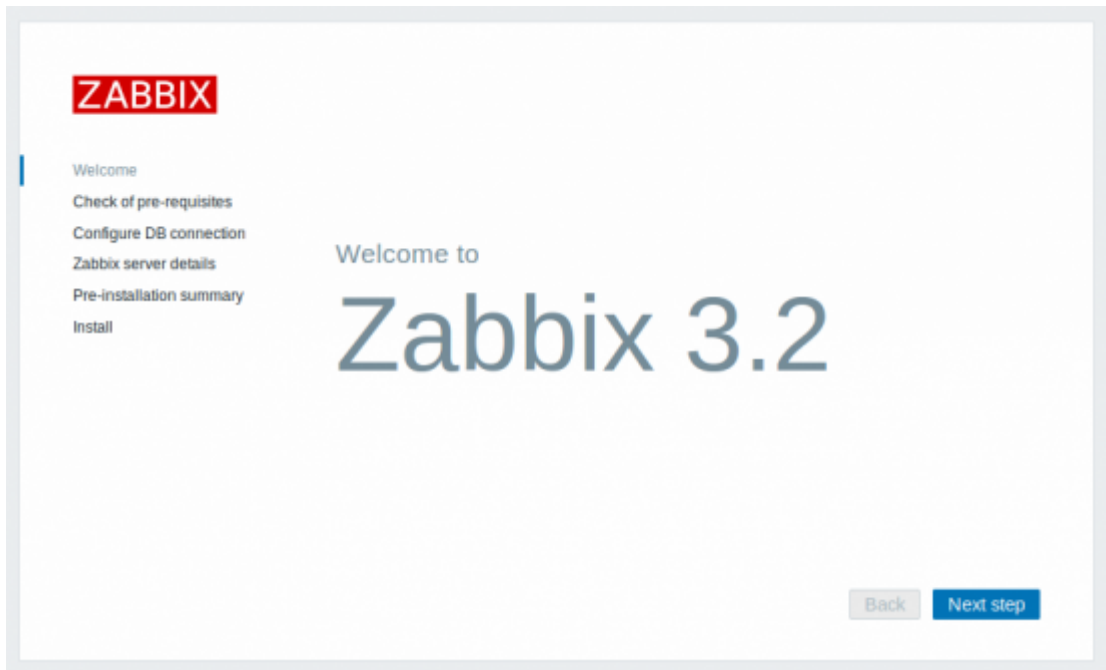 ZABBIX
Welcome
Check of pre-requisites
Configure DB connection
Zabbix server details
Pre-installation summary
Install
Welcome to
Zabbix 3.2
Back
Next step